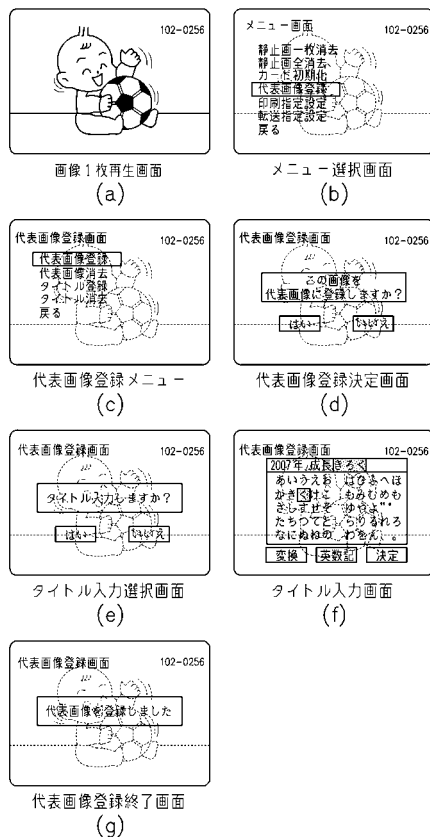 102-0256
画像1枚再生画面
(a)
メニュー画面
102-0256
静止画一枚消去
静止画全消去
カード初期化
代表画像登録
印刷指定設定
転送指定設定
戻る
メニュー選択画面
(b)
代表画像登録画面
102-0256
代表画像登録
代表画像消去
タイトル登録
タイトル消去
戻る
代表画像登録メニュー
(c)
代表画像登録画面
102-0256
この画像を
代表画像に登録しますか?
はい いいえ
代表画像登録決定画面
(d)
代表画像登録画面
102-0256
タイトル入力しますか?
はい いいえ
タイトル入力選択画面
(e)
代表画像登録画面
102-0256
2007年 成長きろく
あいうえお はひふへほ
かきくけこ まみむめも
さしすせそ ゆやよ"°
たちつてと らりるれろ
なにぬねの わをん 、。
変換 英数記 決定
タイトル入力画面
(f)
代表画像登録画面
102-0256
代表画像を登録しました
代表画像登録終了画面
(g)